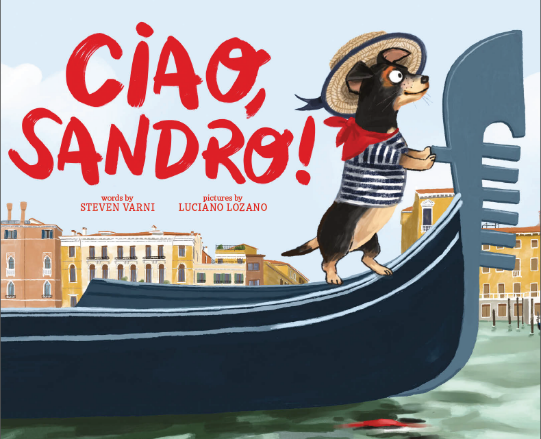 CIAO,
SANDRO!
words by
STEVEN VARNI
pictures by
LUCIANO LOZANO